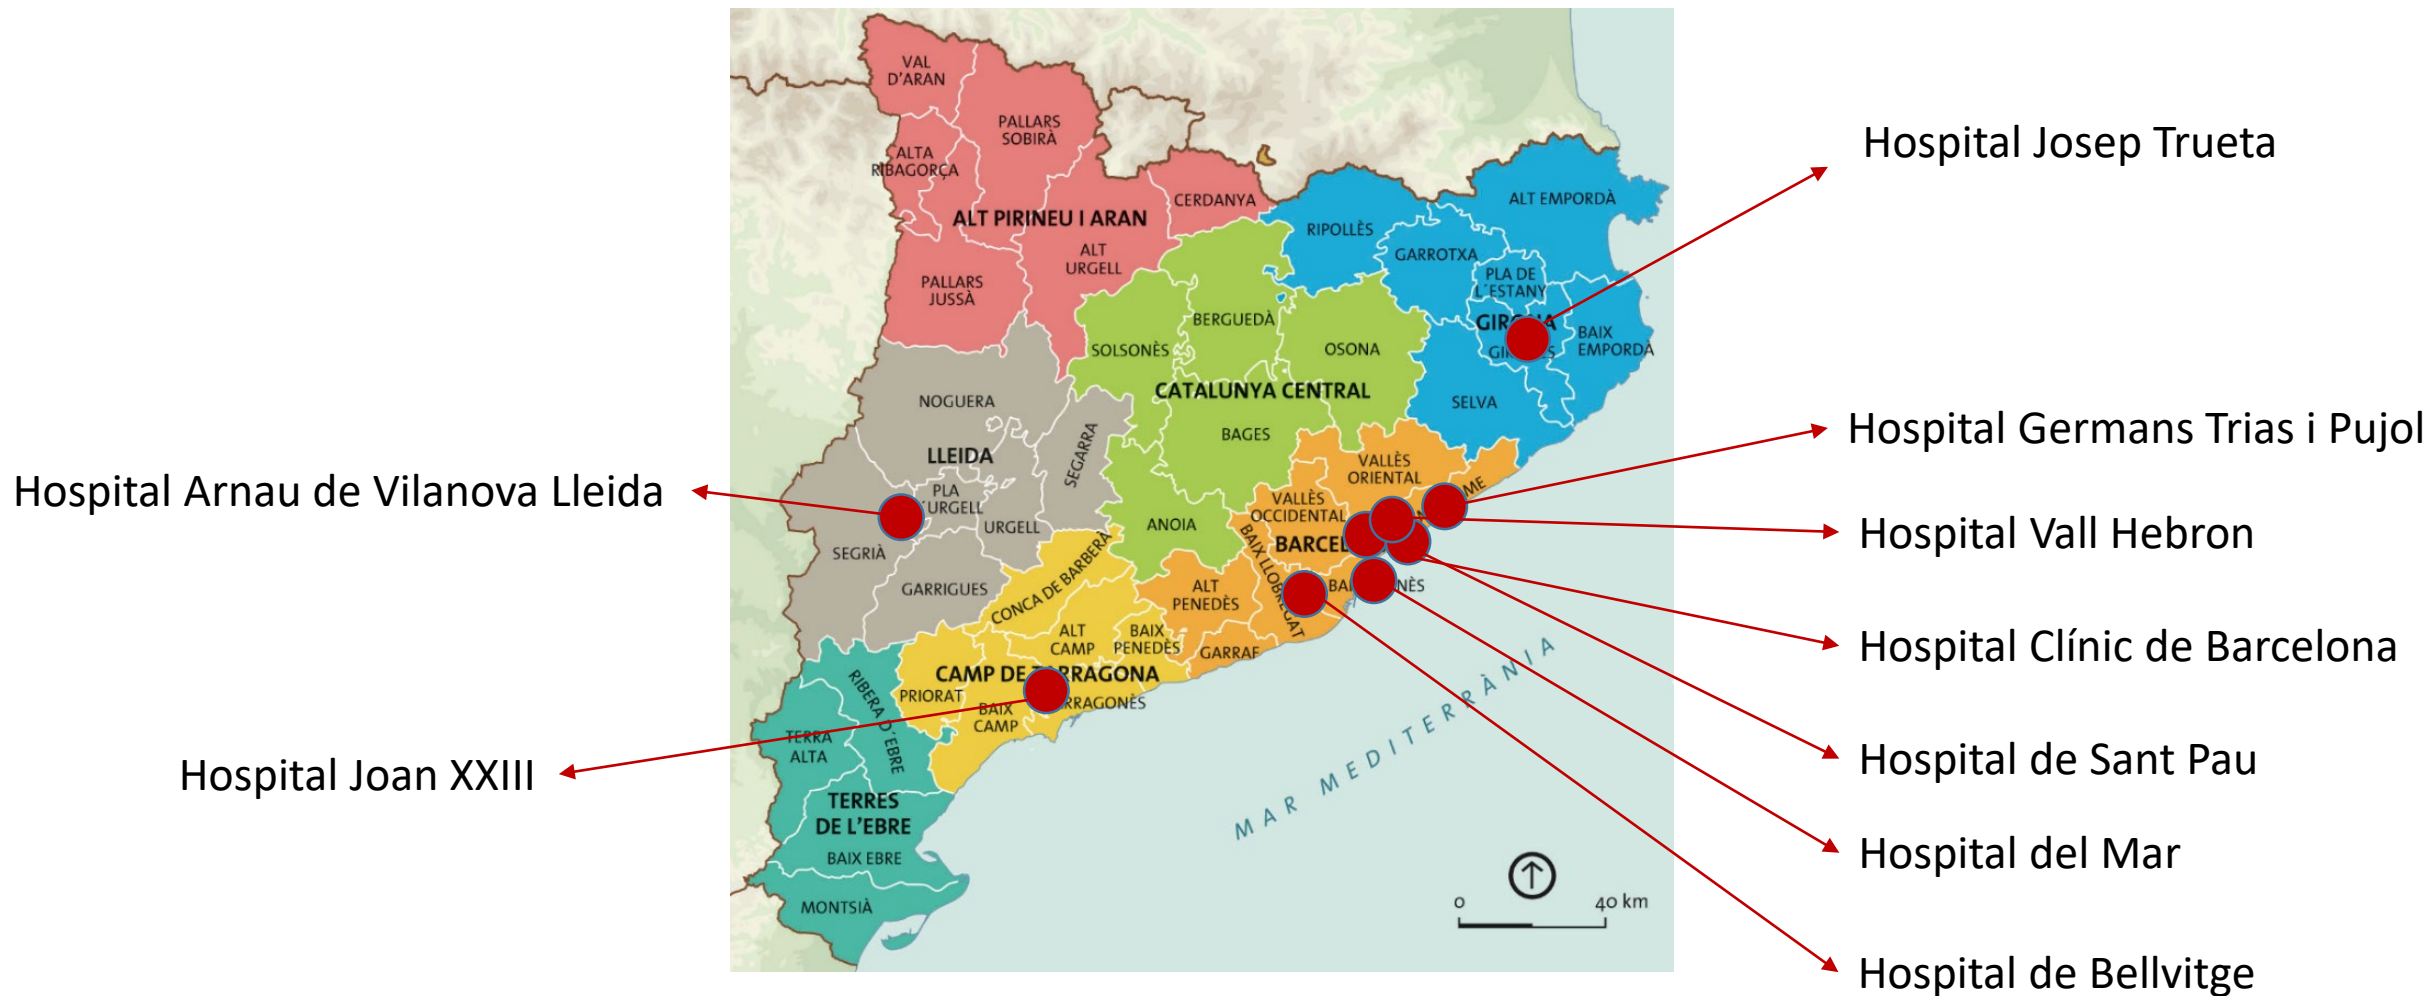 VAL
D'ARAN
PALLARS
SOBIRÀ
ALTA
RIBAGORÇA
ALT PIRINEU I ARAN
CERDANYA
ALT
URGELL
PALLARS
JUSSÀ
RIPOLLÈS
ALT EMPORDÀ
GARROTXA
PLA DE
L'ESTANY
BAIX
EMPORDÀ
SELVA
BERGUEDÀ
SOLSONÈS
OSONA
CATALUNYA CENTRAL
BAGES
ANOIA
NOGUERA
LLEIDA
SEGARRA
PLA
URGELL
URGELL
SEGRIÀ
GARRIGUES
VALLÈS
ORIENTAL
VALLÈS
OCCIDENTAL
BAIX LLOBREGAT
ALT
PENEDÈS
GARRAF
CONCA DE BARBERÀ
ALT
CAMP
BAIX
PENEDÈS
CAMP DE TARRAGONA
PRIORAT
BAIX
CAMP
RIBERA D'EBRE
TERRA
ALTA
TERRES
DE L'EBRE
BAIX EBRE
MONTSIÀ
MAR MEDITERRÀNIA
0 40 km
Hospital Josep Trueta
Hospital Germans Trias i Pujol
Hospital Vall Hebron
Hospital Clínic de Barcelona
Hospital de Sant Pau
Hospital del Mar
Hospital de Bellvitge
Hospital Arnau de Vilanova Lleida
Hospital Joan XXIII